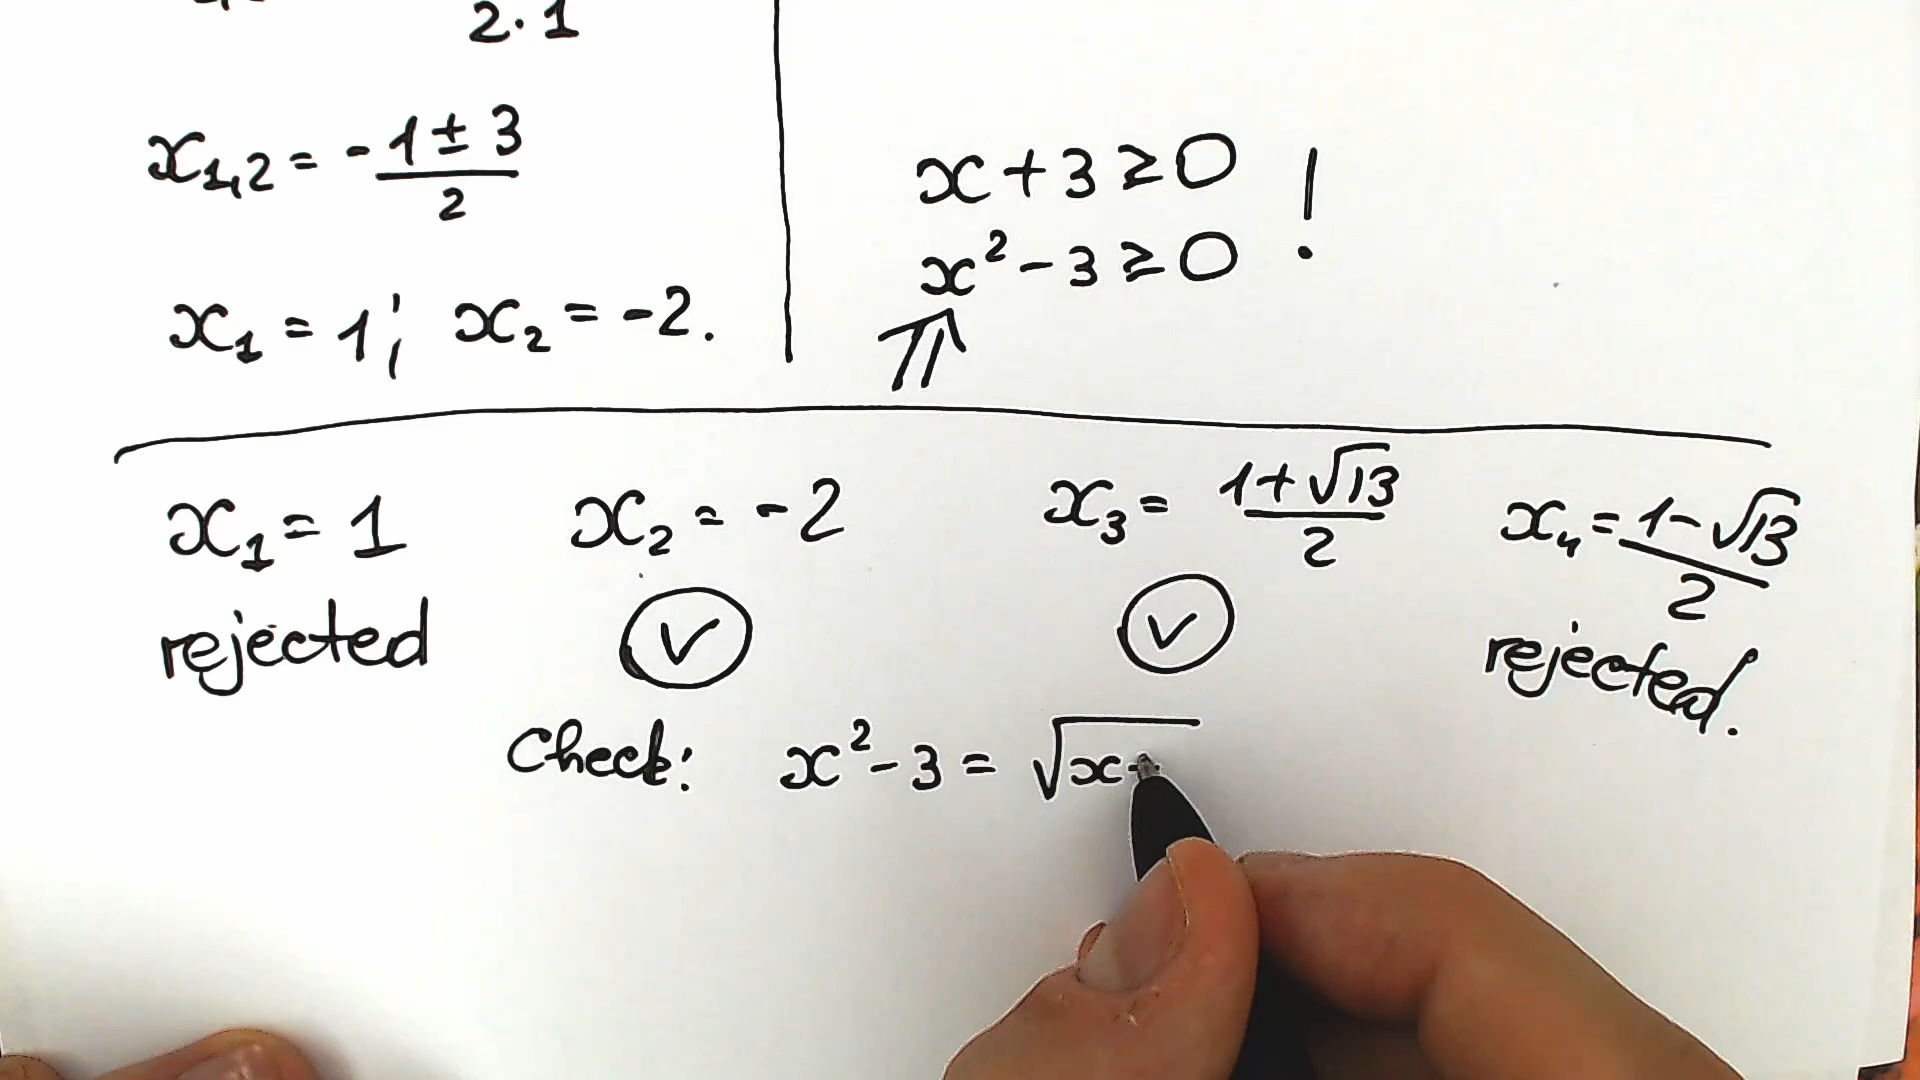 2·1
x₁,₂ = -1±3/2
x₁ = 1; x₂ = -2.
x+3≥0 !
x²-3≥0
x₁ = 1 x₂ = -2 x₃ = 1+√13/2 x₄ = 1-√13/2
rejected v v rejected.
Check: x²-3 = √x+